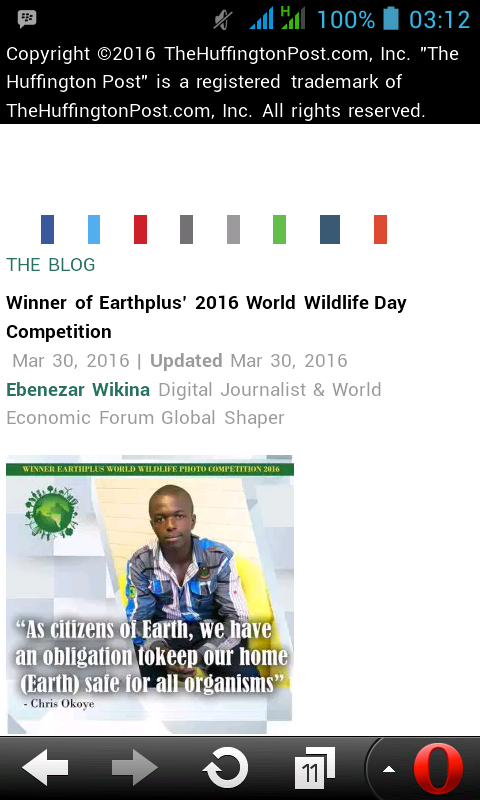 H 100% 03:12
Copyright ©2016 TheHuffingtonPost.com, Inc. "The
Huffington Post" is a registered trademark of
TheHuffingtonPost.com, Inc. All rights reserved.
THE BLOG
Winner of Earthplus' 2016 World Wildlife Day
Competition
Mar 30, 2016 | Updated Mar 30, 2016
Ebenezar Wikina Digital Journalist & World
Economic Forum Global Shaper
WINNER EARTHPLUS WORLD WILDLIFE PHOTO COMPETITION 2016
“As citizens of Earth, we have
an obligation tokeep our home
(Earth) safe for all organisms”
- Chris Okoye
11